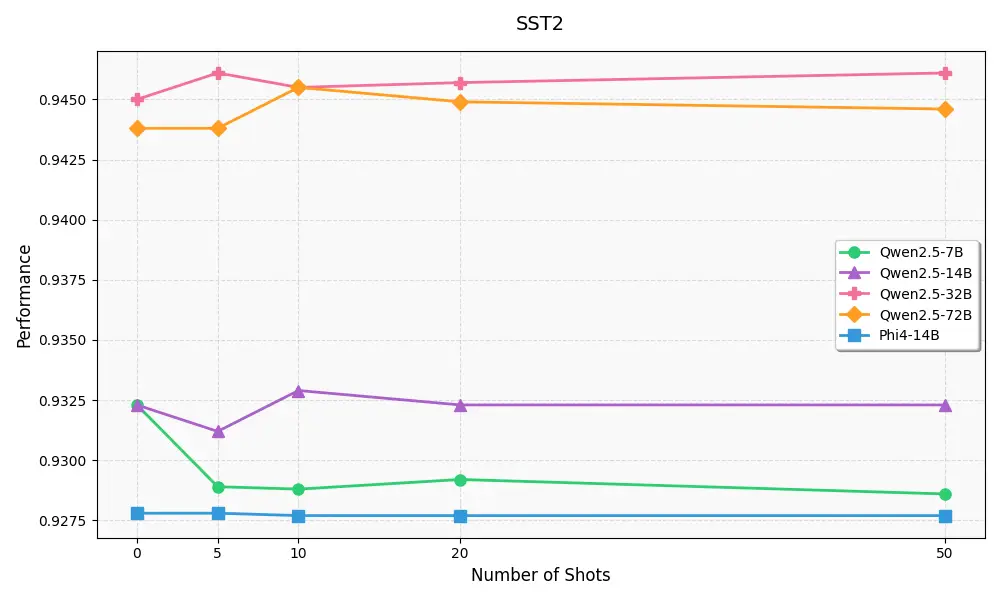 SST2
0.9450
0.9425
0.9400
0.9375
0.9350
0.9325
0.9300
0.9275
Performance
Qwen2.5-7B
Qwen2.5-14B
Qwen2.5-32B
Qwen2.5-72B
Phi4-14B
0 5 10 20 50
Number of Shots